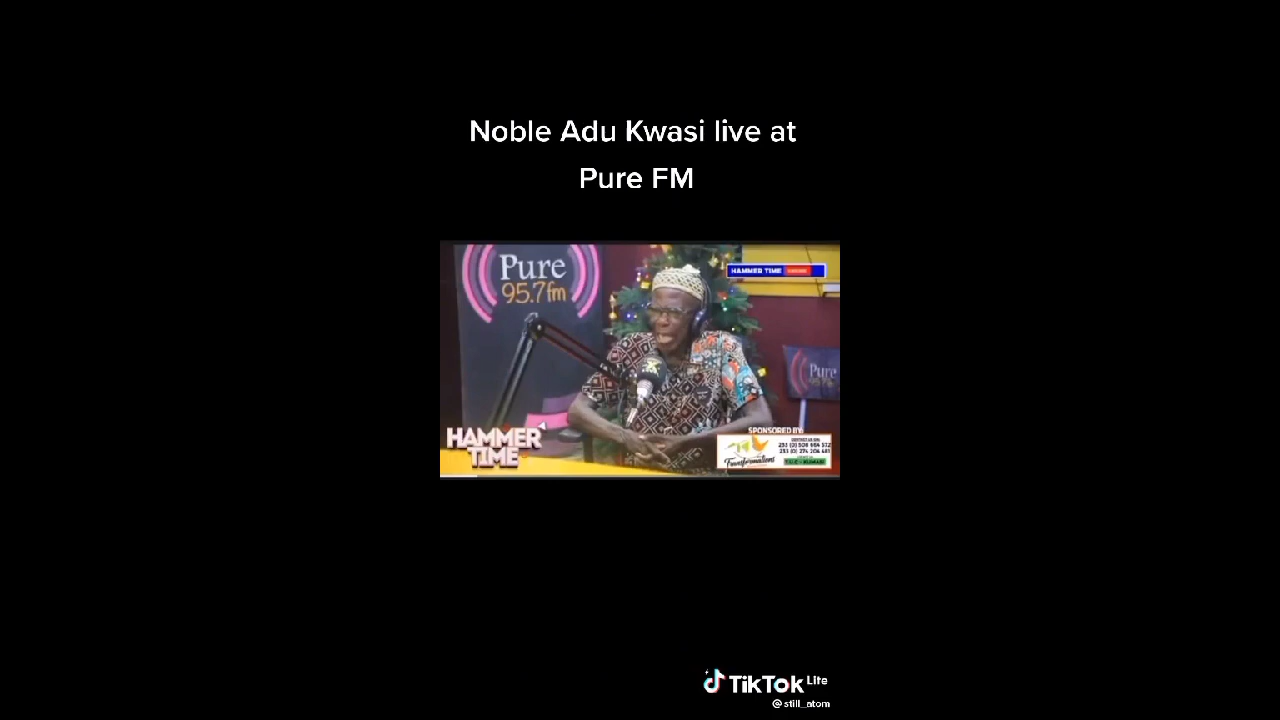 Noble Adu Kwasi live at
Pure FM
Pure
95.7fm
HAMMER TIME
Pure
HAMMER
TIME
SPONSORED BY:
Transformations
TikTok Lite
@still_atom